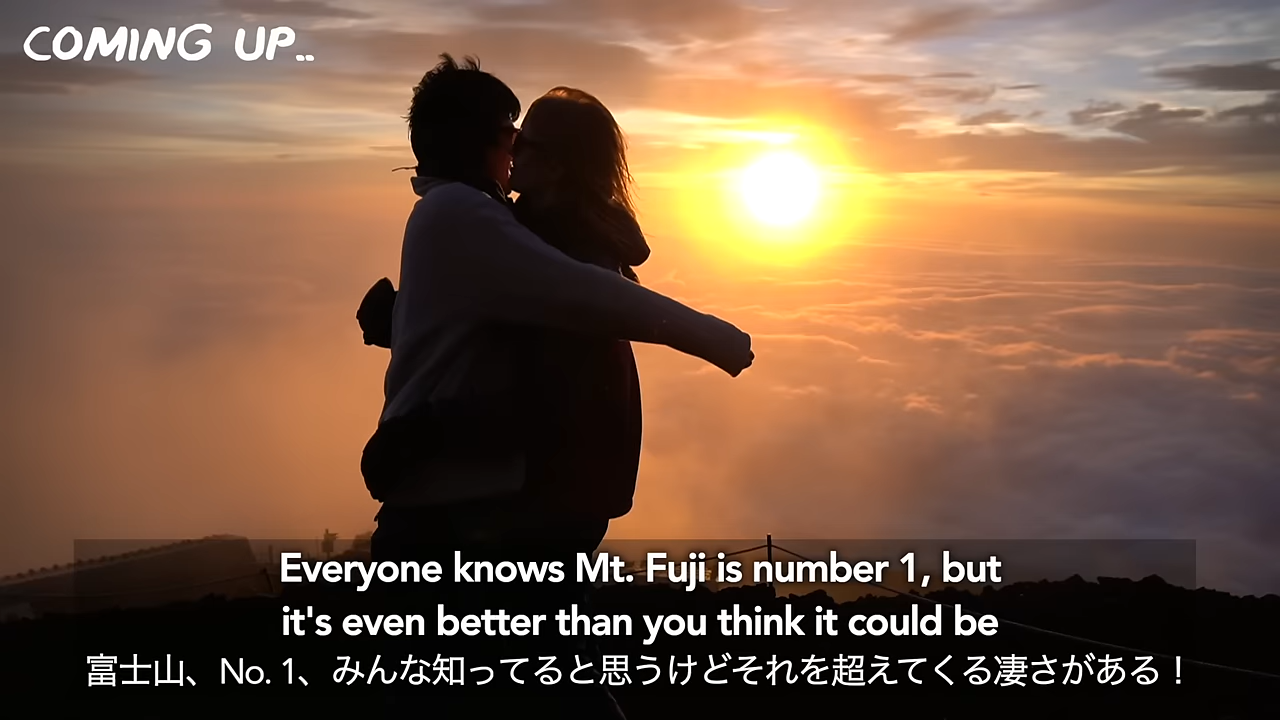 COMING UP..
Everyone knows Mt. Fuji is number 1, but
it's even better than you think it could be
富士山、No. 1、みんな知ってると思うけどそれを超えてくる凄さがある！